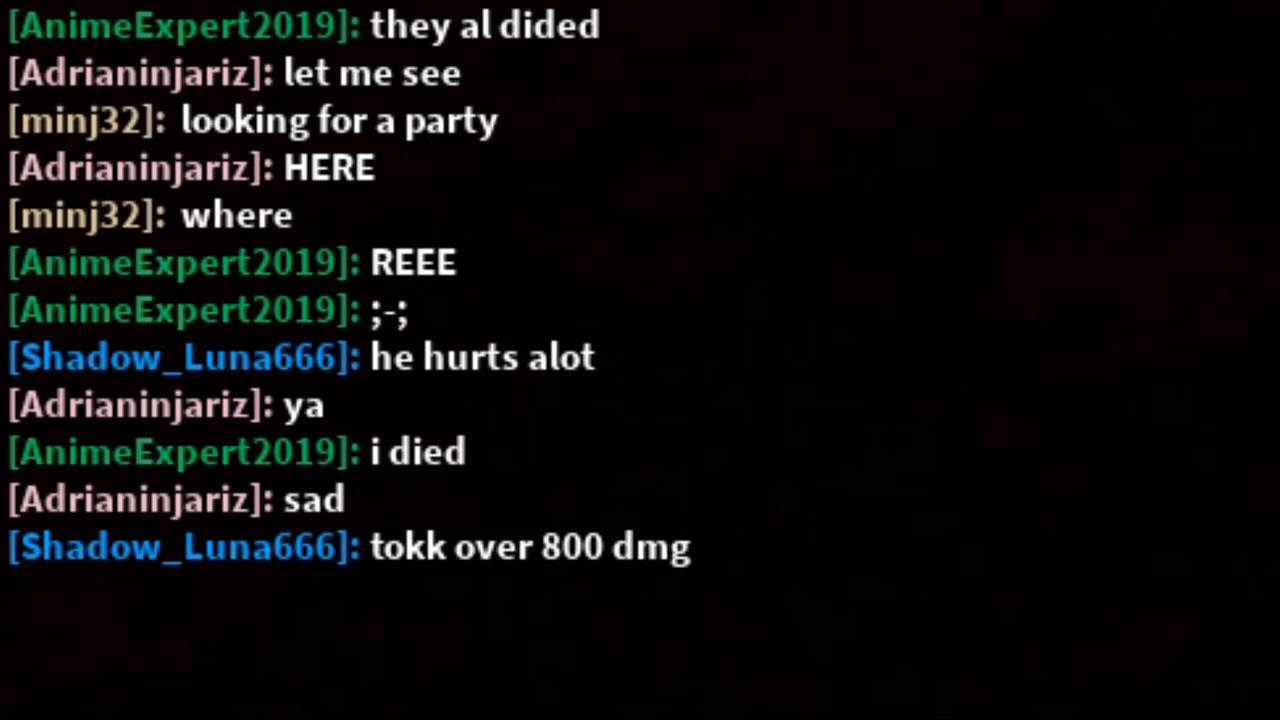 [AnimeExpert2019]: they al dided
[Adrianinjariz]: let me see
[minj32]: looking for a party
[Adrianinjariz]: HERE
[minj32]: where
[AnimeExpert2019]: REEE
[AnimeExpert2019]: ;-;
[Shadow_Luna666]: he hurts alot
[Adrianinjariz]: ya
[AnimeExpert2019]: i died
[Adrianinjariz]: sad
[Shadow_Luna666]: tokk over 800 dmg